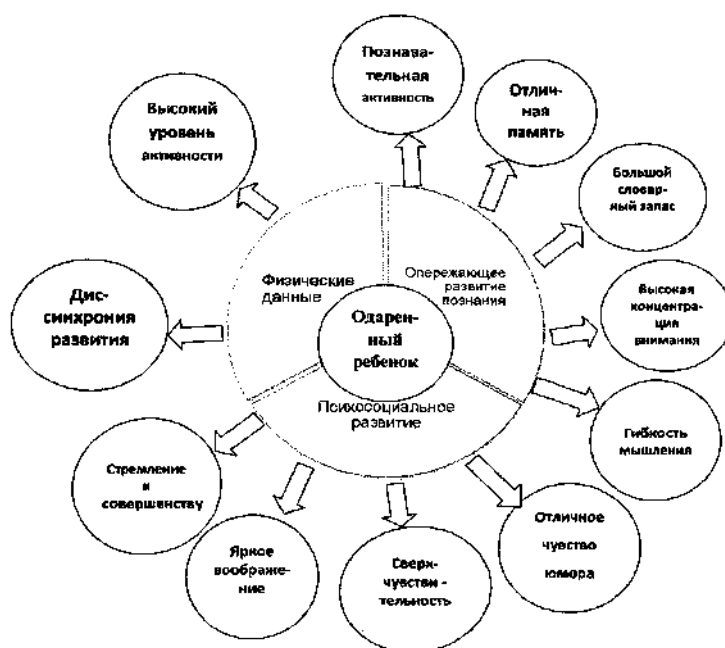 Познава-
тельная
активность
Отлич-
ная
память
Высокий
уровень
активности
Большой
словар-
ный запас
Физические
данные
Опережающее
развитие
познания
Высокая
концентра-
ция
внимания
Дис-
синхрония
развития
Одарен-
ный
ребенок
Психосоциальное
развитие
Гибкость
мышления
Стремление
к
совершенству
Отличное
чувство
юмора
Яркое
воображе-
ние
Сверх-
чувстви -
тельность